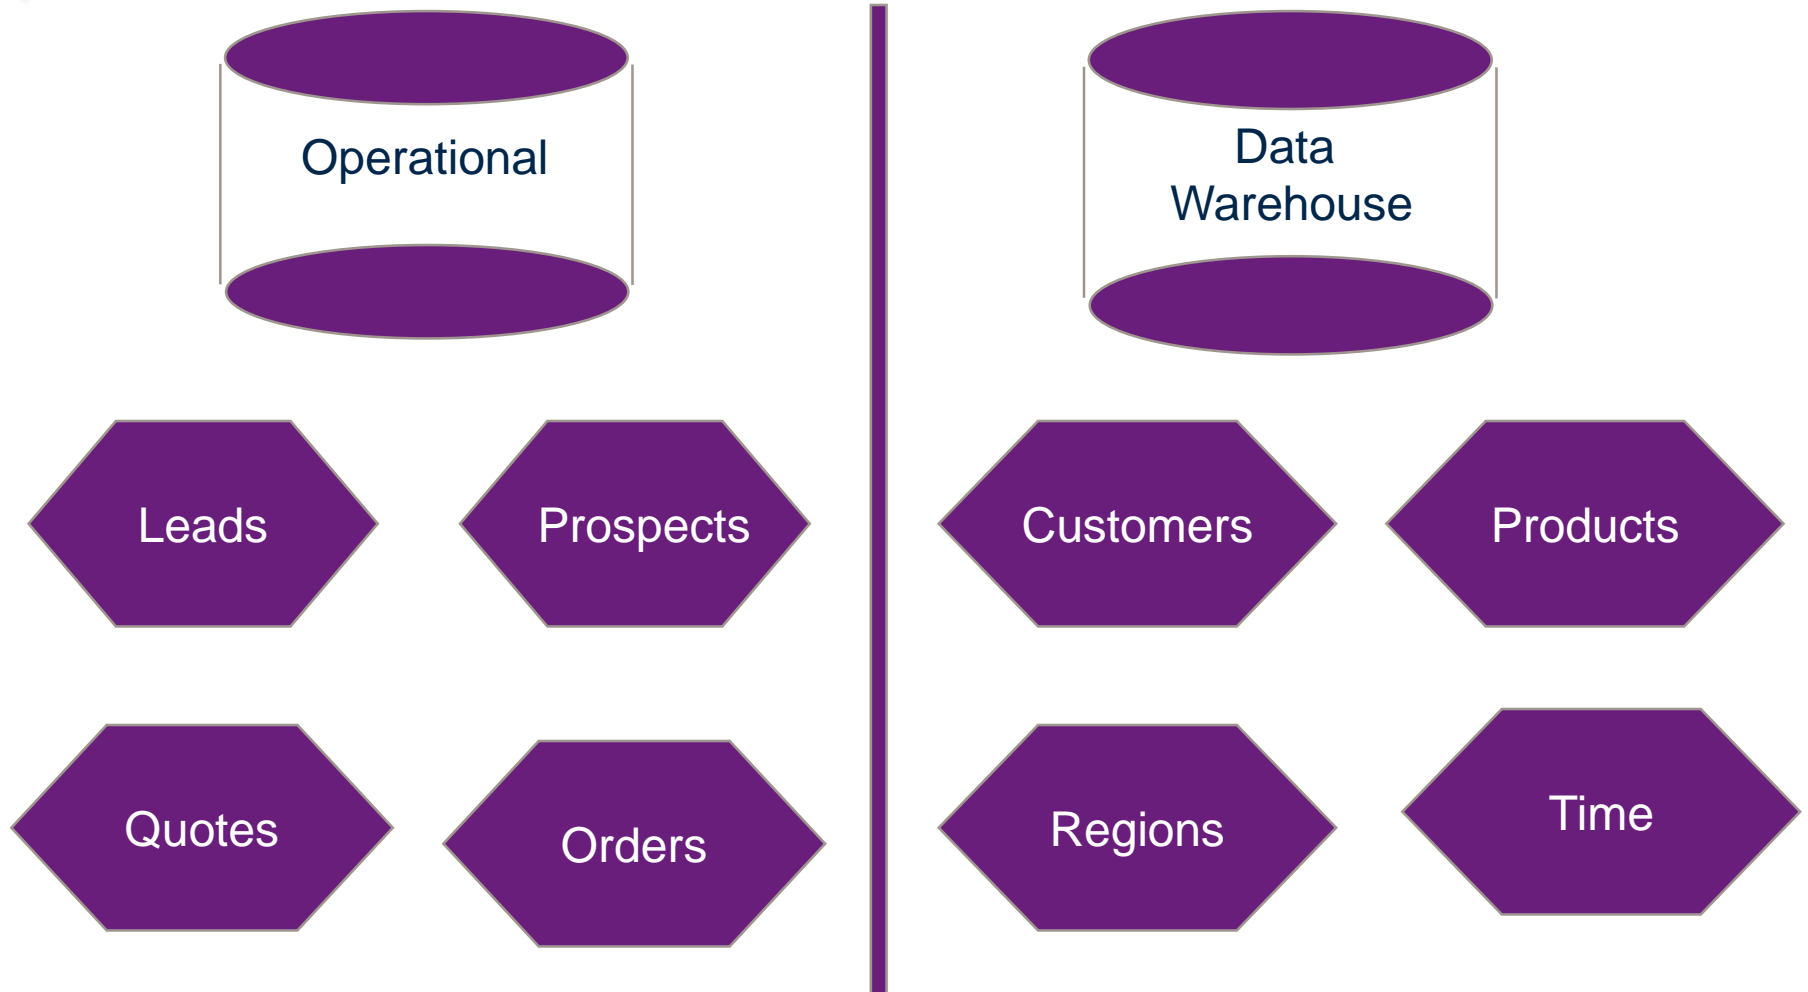 Operational
Data
Warehouse
Leads
Prospects
Quotes
Orders
Customers
Products
Regions
Time